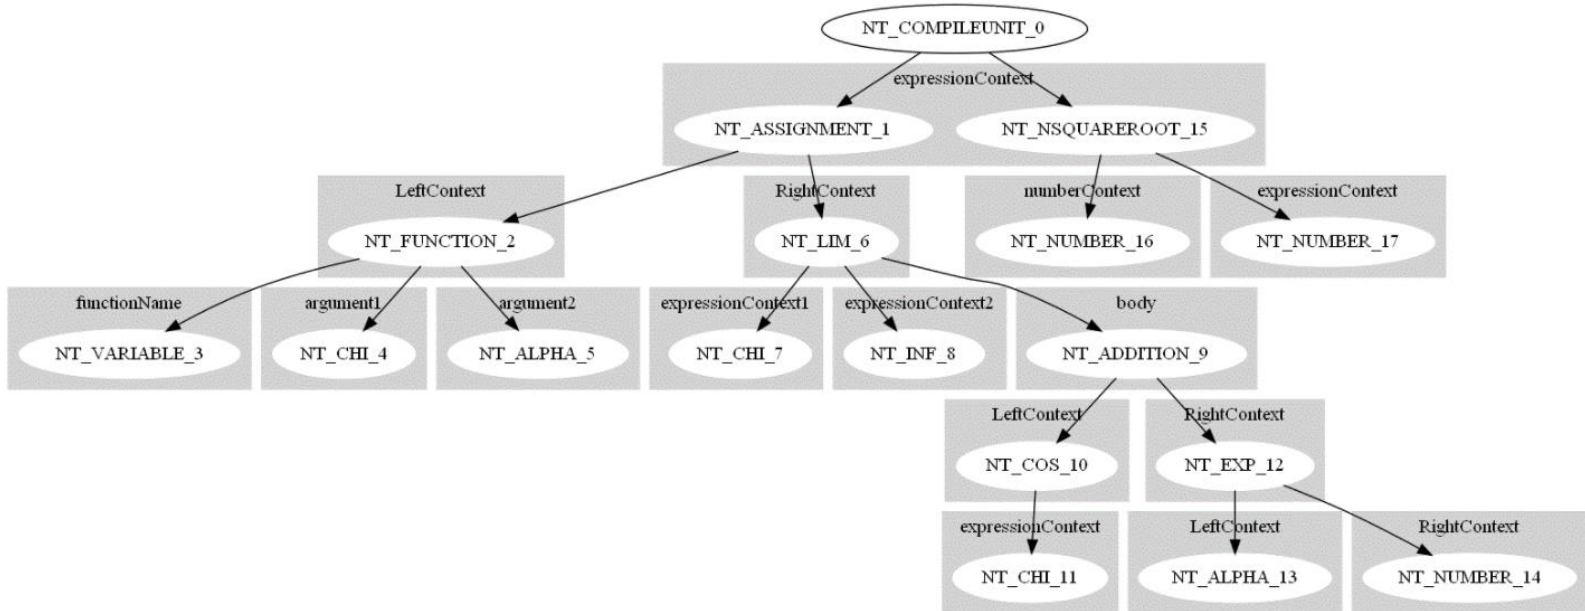 NT_COMPILEUNIT_0
expressionContext
NT_ASSIGNMENT_1 NT_NSQUAREROOT_15
LeftContext RightContext numberContext expressionContext
NT_FUNCTION_2 NT_LIM_6 NT_NUMBER_16 NT_NUMBER_17
functionName argument1 argument2 expressionContext1 expressionContext2 body
NT_VARIABLE_3 NT_CHI_4 NT_ALPHA_5 NT_CHI_7 NT_INF_8 NT_ADDITION_9
LeftContext RightContext
NT_COS_10 NT_EXP_12
expressionContext LeftContext RightContext
NT_CHI_11 NT_ALPHA_13 NT_NUMBER_14